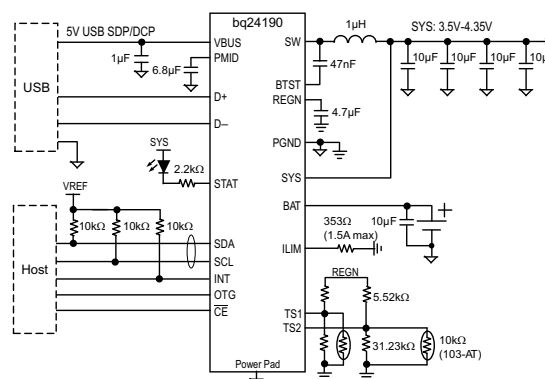 bq24190
5V USB SDP/DCP
VBUS
1µF
PMID
6.8µF
USB
D+
D–
SYS
2.2kΩ
STAT
VREF
10kΩ
10kΩ
10kΩ
Host
SDA
SCL
INT
OTG
CE
Power Pad
SW
1µH
SYS: 3.5V-4.35V
10µF
10µF
10µF
47nF
BTST
REGN
4.7µF
PGND
SYS
BAT
353Ω
(1.5A max)
10µF
+
ILIM
REGN
5.52kΩ
TS1
TS2
31.23kΩ
10kΩ
(103-AT)